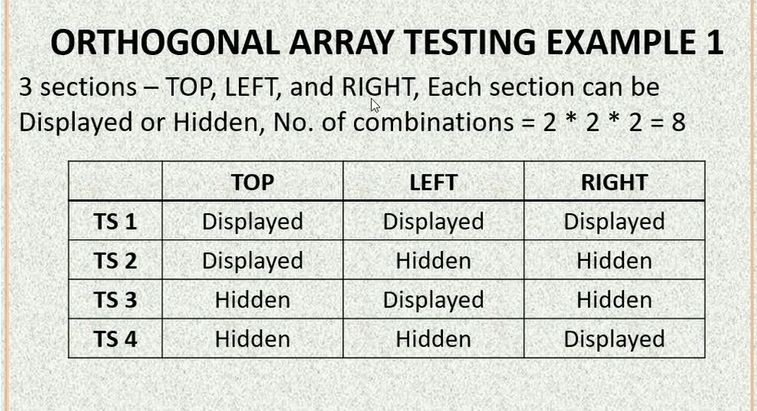 ORTHOGONAL ARRAY TESTING EXAMPLE 1
3 sections – TOP, LEFT, and RIGHT, Each section can be
Displayed or Hidden, No. of combinations = 2 * 2 * 2 = 8
TOP LEFT RIGHT
TS 1 Displayed Displayed Displayed
TS 2 Displayed Hidden Hidden
TS 3 Hidden Displayed Hidden
TS 4 Hidden Hidden Displayed